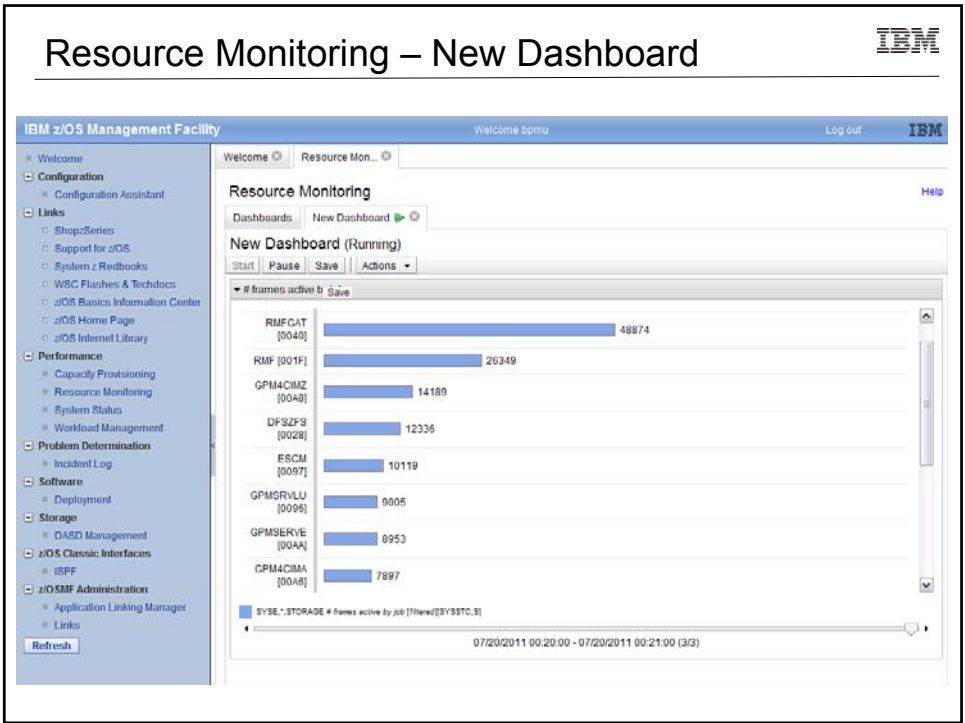 Resource Monitoring – New Dashboard
IBM
IBM z/OS Management Facility
Welcome bpmu
Log out
IBM
Welcome
Configuration
Configuration Assistant
Links
ShopzSeries
Support for z/OS
System z Redbooks
WSC Flashes & Techdocs
z/OS Basics Information Center
z/OS Home Page
z/OS Internet Library
Performance
Capacity Provisioning
Resource Monitoring
System Status
Workload Management
Problem Determination
Incident Log
Software
Deployment
Storage
DASD Management
z/OS Classic Interfaces
ISPF
z/OSMF Administration
Application Linking Manager
Links
Refresh
Welcome
Resource Mon...
Resource Monitoring
Help
Dashboards
New Dashboard
New Dashboard (Running)
Start Pause Save Actions
# frames active b
Save
RMFGAT
[0040]
48874
RMF [001F]
26349
GPM4CIMZ
[00A8]
14189
DFSZFS
[0028]
12336
ESCM
[0097]
10119
GPMSRVLU
[0096]
9005
GPMSERVE
[00AA]
8953
GPM4CIMA
[00A6]
7897
SYSE,*,STORAGE # frames active by job [filtered][SYSSTC,S]
07/20/2011 00:20:00 - 07/20/2011 00:21:00 (3/3)